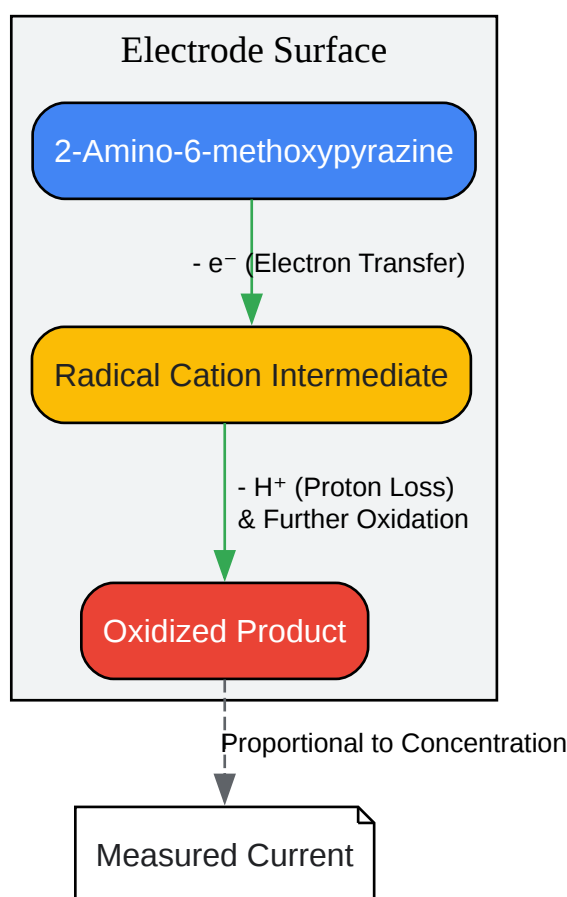 Electrode Surface
2-Amino-6-methoxypyrazine
- e⁻ (Electron Transfer)
Radical Cation Intermediate
- H⁺ (Proton Loss)
& Further Oxidation
Oxidized Product
Proportional to Concentration
Measured Current